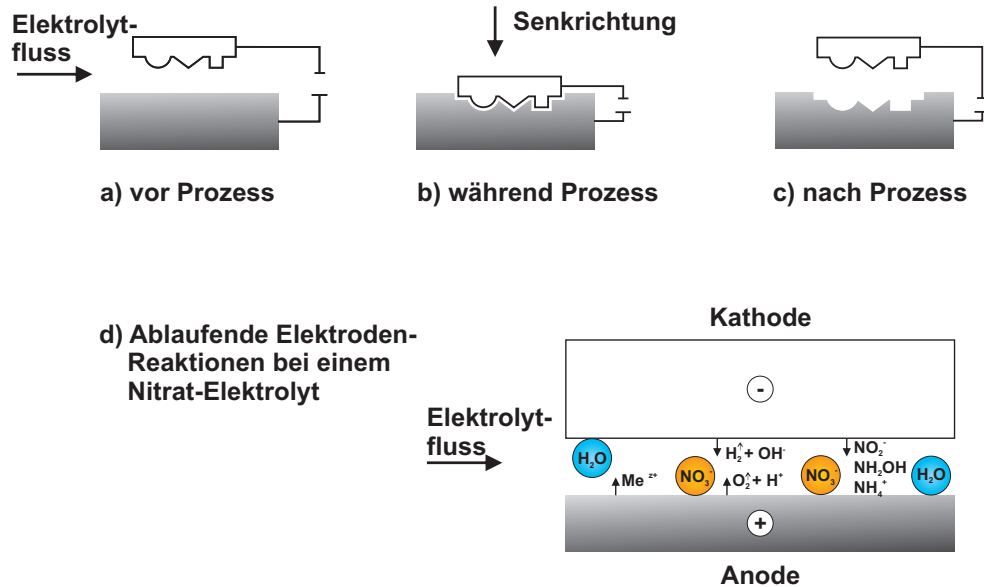 Elektrolyt-
fluss
Senkrichtung
a) vor Prozess
b) während Prozess
c) nach Prozess
d) Ablaufende Elektroden-
Reaktionen bei einem
Nitrat-Elektrolyt
Kathode
-
Elektrolyt-
fluss
H₂O
Me ᶻ⁺
NO₃⁻
H₂↑ + OH⁻
O₂↑ + H⁺
NO₃⁻
NO₂⁻
NH₂OH
NH₄⁺
H₂O
+
Anode